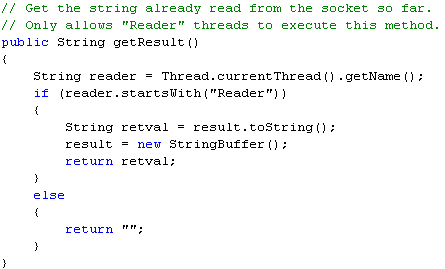 // Get the string already read from the socket so far.
// Only allows "Reader" threads to execute this method.
public String getResult()
{
    String reader = Thread.currentThread().getName();
    if (reader.startsWith("Reader"))
    {
        String retval = result.toString();
        result = new StringBuffer();
        return retval;
    }
    else
    {
        return "";
    }
}